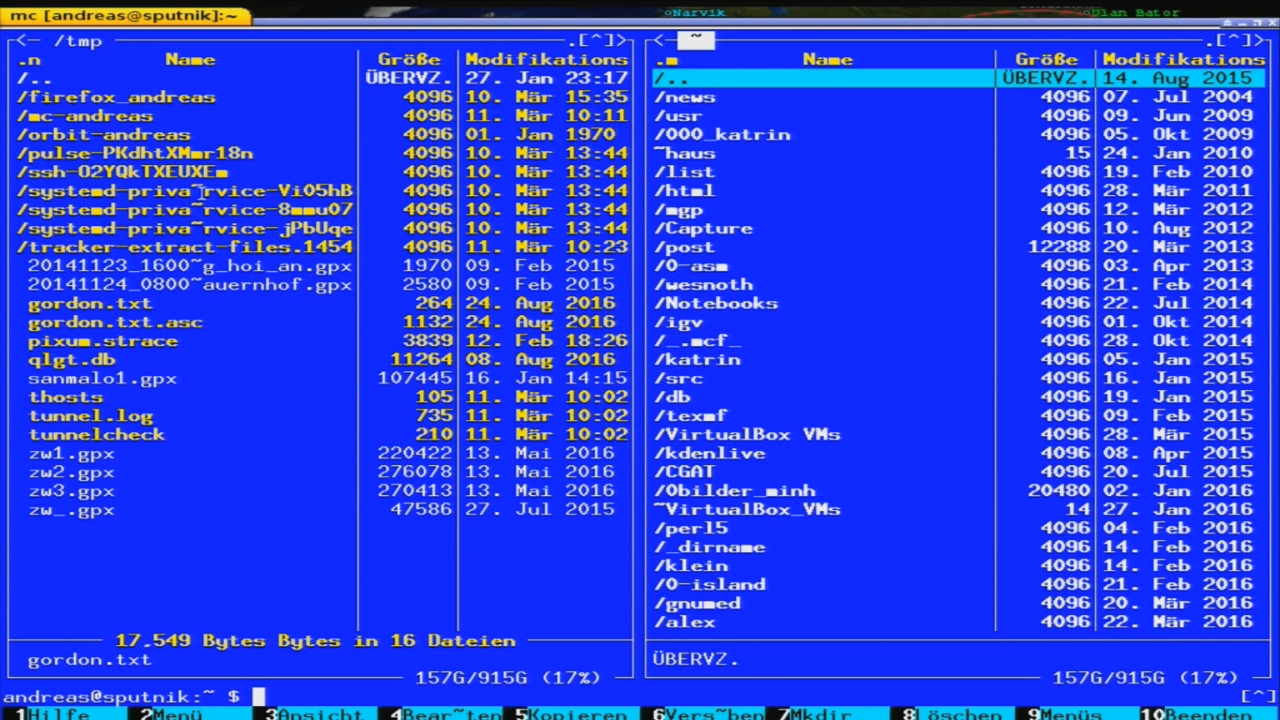 mc [andreas@sputnik]:~
Narvik
Ulan Bator
<─ /tmp .[^]>
.n Name Größe Modifikations
/.. ÜBERVZ. 27. Jan 23:17
/firefox_andreas 4096 10. Mär 15:35
/mc-andreas 4096 11. Mär 10:11
/orbit-andreas 4096 01. Jan 1970
/pulse-PKdhtXMmr18n 4096 10. Mär 13:44
/ssh-O2YQkTXEUXEm 4096 10. Mär 13:44
/systemd-priva~rvice-Vi05hB 4096 10. Mär 13:44
/systemd-priva~rvice-8mmu07 4096 10. Mär 13:44
/systemd-priva~rvice-jPbUqe 4096 10. Mär 13:44
/tracker-extract-files.1454 4096 11. Mär 10:23
20141123_1600~g_hoi_an.gpx 1970 09. Feb 2015
20141124_0800~auernhof.gpx 2580 09. Feb 2015
gordon.txt 264 24. Aug 2016
gordon.txt.asc 1132 24. Aug 2016
pixum.strace 3839 12. Feb 18:26
qlgt.db 11264 08. Aug 2016
sanmalo1.gpx 107445 16. Jan 14:15
thosts 105 11. Mär 10:02
tunnel.log 735 11. Mär 10:02
tunnelcheck 210 11. Mär 10:02
zw1.gpx 220422 13. Mai 2016
zw2.gpx 276078 13. Mai 2016
zw3.gpx 270413 13. Mai 2016
zw_.gpx 47586 27. Jul 2015
17,549 Bytes Bytes in 16 Dateien
gordon.txt
157G/915G (17%)
<─ ~ .[^]>
.m Name Größe Modifikations
/.. ÜBERVZ. 14. Aug 2015
/news 4096 07. Jul 2004
/usr 4096 09. Jun 2009
/000_katrin 4096 05. Okt 2009
~haus 15 24. Jan 2010
/list 4096 19. Feb 2010
/html 4096 28. Mär 2011
/mgp 4096 12. Mär 2012
/Capture 4096 10. Aug 2012
/post 12288 20. Mär 2013
/0-asm 4096 03. Apr 2013
/wesnoth 4096 21. Feb 2014
/Notebooks 4096 22. Jul 2014
/igv 4096 01. Okt 2014
/_.mcf_ 4096 28. Okt 2014
/katrin 4096 05. Jan 2015
/src 4096 16. Jan 2015
/db 4096 19. Jan 2015
/texmf 4096 09. Feb 2015
/VirtualBox VMs 4096 28. Mär 2015
/kdenlive 4096 08. Apr 2015
/CGAT 4096 20. Jul 2015
/0bilder_minh 20480 02. Jan 2016
~VirtualBox_VMs 14 27. Jan 2016
/perl5 4096 04. Feb 2016
/_dirname 4096 14. Feb 2016
/klein 4096 14. Feb 2016
/0-island 4096 21. Feb 2016
/gnumed 4096 20. Mär 2016
/alex 4096 22. Mär 2016
ÜBERVZ.
157G/915G (17%)
andreas@sputnik:~ $ [^]
1Hilfe 2Menü 3Ansicht 4Bear~ten 5Kopieren 6Vers~ben 7Mkdir 8Löschen 9Menüs 10Beenden